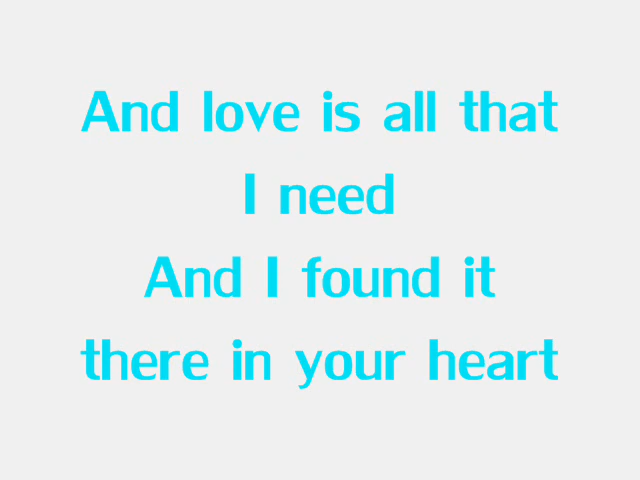 And love is all that
I need
And I found it
there in your heart